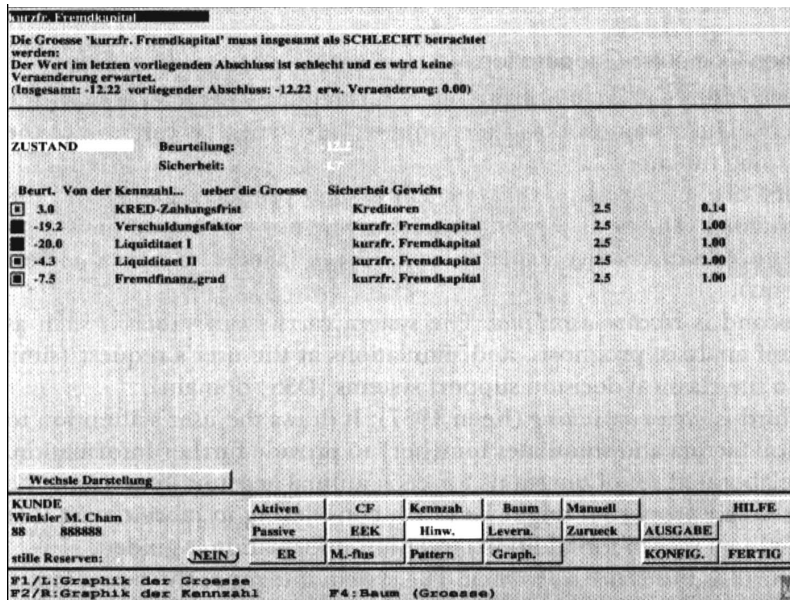 kurzfr. Fremdkapital
Die Groesse 'kurzfr. Fremdkapital' muss insgesamt als SCHLECHT betrachtet
werden:
Der Wert im letzten vorliegenden Abschluss ist schlecht und es wird keine
Veraenderung erwartet.
(Insgesamt: -12.22 vorliegender Abschluss: -12.22 erw. Veraenderung: 0.00)
ZUSTAND Beurteilung:
Sicherheit:
Beurt. Von der Kennzahl... ueber die Groesse Sicherheit Gewicht
3.0 KRED-Zahlungsfrist Kreditoren 2.5 0.14
-19.2 Verschuldungsfaktor kurzfr. Fremdkapital 2.5 1.00
-20.0 Liquiditaet I kurzfr. Fremdkapital 2.5 1.00
-4.3 Liquiditaet II kurzfr. Fremdkapital 2.5 1.00
-7.5 Fremdfinanz.grad kurzfr. Fremdkapital 2.5 1.00
Wechsle Darstellung
KUNDE
Winkler M. Cham
88 888888
stille Reserven: NEIN
Aktiven CF Kennzah Baum Manuell HILFE
Passive EEK Hinw. Levera. Zurueck AUSGABE
ER M.-flus Pattern Graph. KONFIG. FERTIG
F1/L:Graphik der Groesse
F2/R:Graphik der Kennzahl F4:Baum (Groesse)